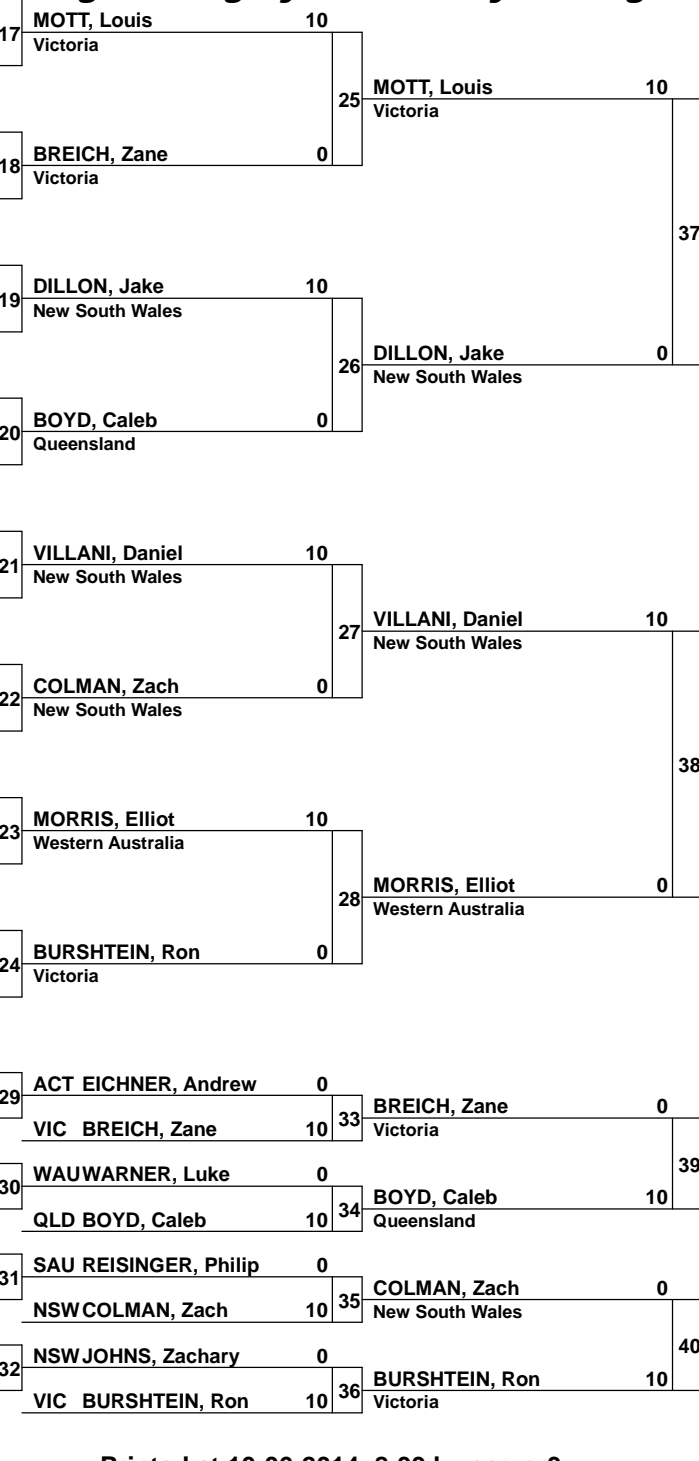 17
MOTT, Louis 10
Victoria
25
MOTT, Louis 10
Victoria
18
BREICH, Zane 0
Victoria
37
19
DILLON, Jake 10
New South Wales
26
DILLON, Jake 0
New South Wales
20
BOYD, Caleb 0
Queensland
21
VILLANI, Daniel 10
New South Wales
27
VILLANI, Daniel 10
New South Wales
22
COLMAN, Zach 0
New South Wales
38
23
MORRIS, Elliot 10
Western Australia
28
MORRIS, Elliot 0
Western Australia
24
BURSHTEIN, Ron 0
Victoria
29
ACT EICHNER, Andrew 0
VIC BREICH, Zane 10
33
BREICH, Zane 0
Victoria
39
30
WAU WARNER, Luke 0
QLD BOYD, Caleb 10
34
BOYD, Caleb 10
Queensland
31
SAU REISINGER, Philip 0
NSW COLMAN, Zach 10
35
COLMAN, Zach 0
New South Wales
40
32
NSW JOHNS, Zachary 0
VIC BURSHTEIN, Ron 10
36
BURSHTEIN, Ron 10
Victoria